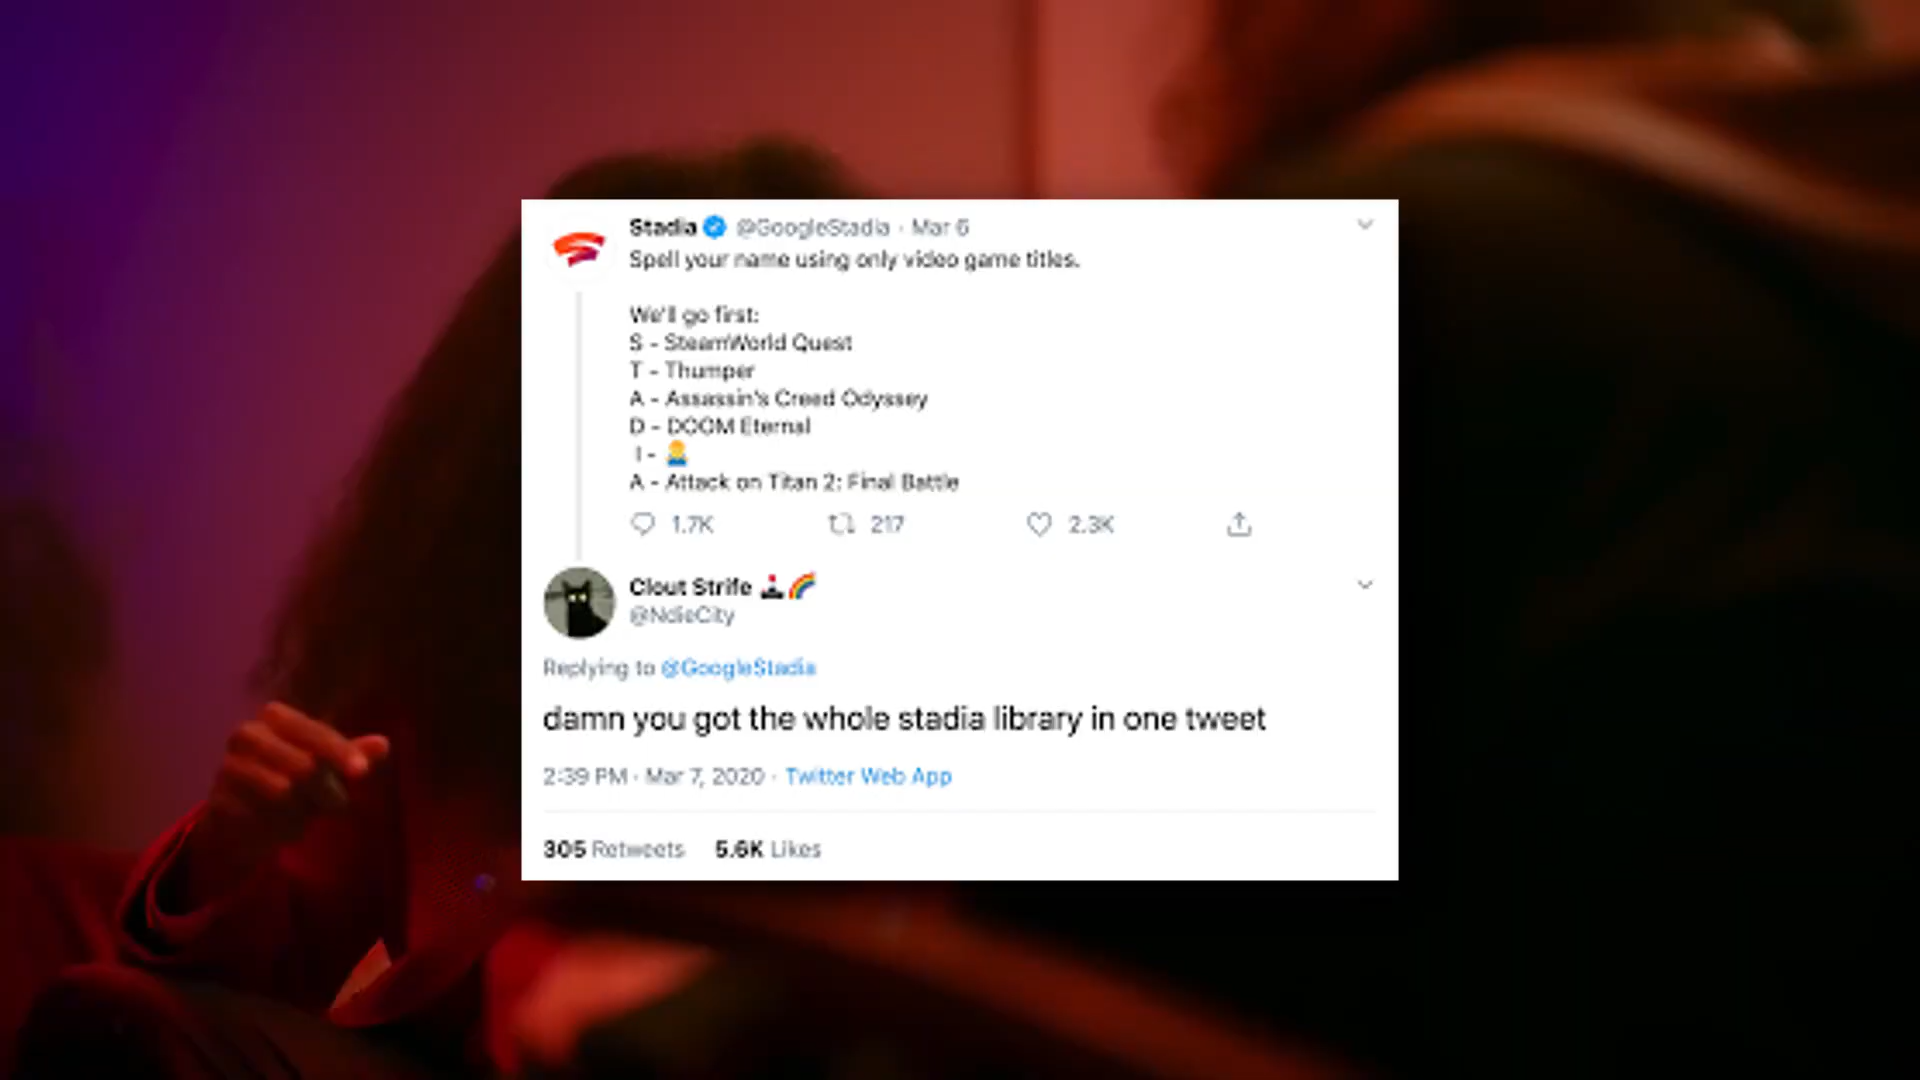 Stadia @GoogleStadia · Mar 6
Spell your name using only video game titles.
We'll go first:
S - SteamWorld Quest
T - Thumper
A - Assassin's Creed Odyssey
D - DOOM Eternal
I - 🤷‍♂️
A - Attack on Titan 2: Final Battle
1.7K 217 2.3K
Clout Strife 🕹️🌈
@NdieCity
Replying to @GoogleStadia
damn you got the whole stadia library in one tweet
2:39 PM · Mar 7, 2020 · Twitter Web App
305 Retweets 5.6K Likes